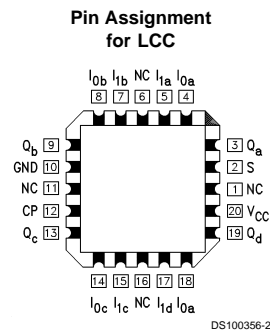 Pin Assignment
for LCC
I0b I1b NC I1a I0a
8 7 6 5 4
Qb 9
GND 10
NC 11
CP 12
Qc 13
3 Qa
2 S
1 NC
20 VCC
19 Qd
14 15 16 17 18
I0c I1c NC I1d I0a
DS100356-2